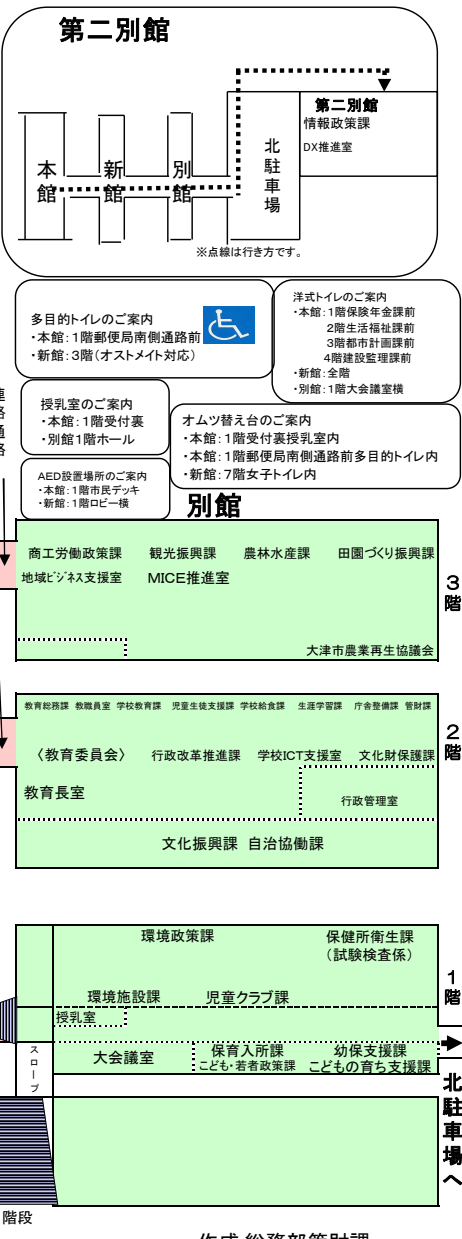 第二別館
第二別館
情報政策課
DX推進室
本館
新館
別館
北駐車場
※点線は行き方です。
多目的トイレのご案内
・本館:1階郵便局南側通路前
・新館:3階(オストメイト対応)
洋式トイレのご案内
・本館:1階保険年金課前
2階生活福祉課前
3階都市計画課前
4階建設監理課前
・新館:全階
・別館:1階大会議室横
授乳室のご案内
・本館:1階受付裏
・別館1階ホール
オムツ替え台のご案内
・本館:1階受付裏授乳室内
・本館:1階郵便局南側通路前多目的トイレ内
・新館:7階女子トイレ内
AED設置場所のご案内
・本館:1階市民デッキ
・新館:1階ロビー横
連絡通路
別館
商工労働政策課 観光振興課 農林水産課 田園づくり振興課
地域ビジネス支援室 MICE推進室
大津市農業再生協議会
3階
教育総務課 教職員室 学校教育課 児童生徒支援課 学校給食課 生涯学習課 庁舎整備課 管財課
〈教育委員会〉 行政改革推進課 学校ICT支援室 文化財保護課
教育長室
行政管理室
文化振興課 自治協働課
2階
環境政策課 保健所衛生課
(試験検査係)
環境施設課 児童クラブ課
授乳室
大会議室 保育入所課 幼保支援課
こども・若者政策課 こどもの育ち支援課
スロープ
1階
北駐車場へ
階段
作成 総務部管財課